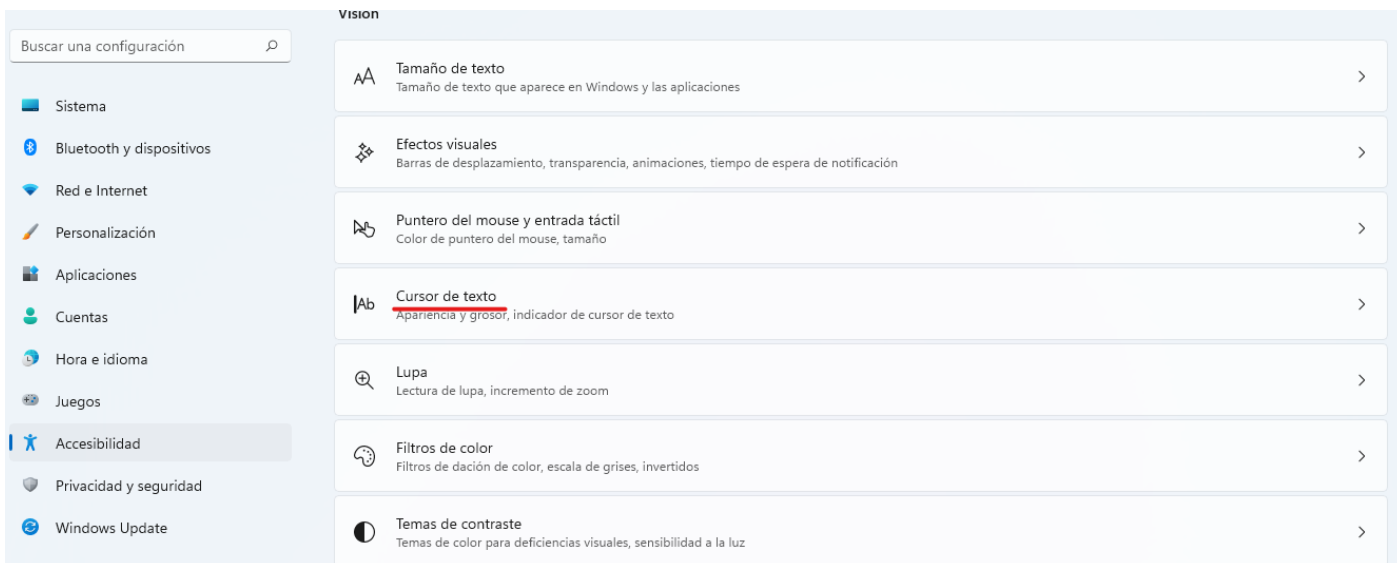 Visión
Buscar una configuración
Sistema
Bluetooth y dispositivos
Red e Internet
Personalización
Aplicaciones
Cuentas
Hora e idioma
Juegos
Accesibilidad
Privacidad y seguridad
Windows Update
Tamaño de texto
Tamaño de texto que aparece en Windows y las aplicaciones
Efectos visuales
Barras de desplazamiento, transparencia, animaciones, tiempo de espera de notificación
Puntero del mouse y entrada táctil
Color de puntero del mouse, tamaño
Ab
Cursor de texto
Apariencia y grosor, indicador de cursor de texto
Lupa
Lectura de lupa, incremento de zoom
Filtros de color
Filtros de dación de color, escala de grises, invertidos
Temas de contraste
Temas de color para deficiencias visuales, sensibilidad a la luz